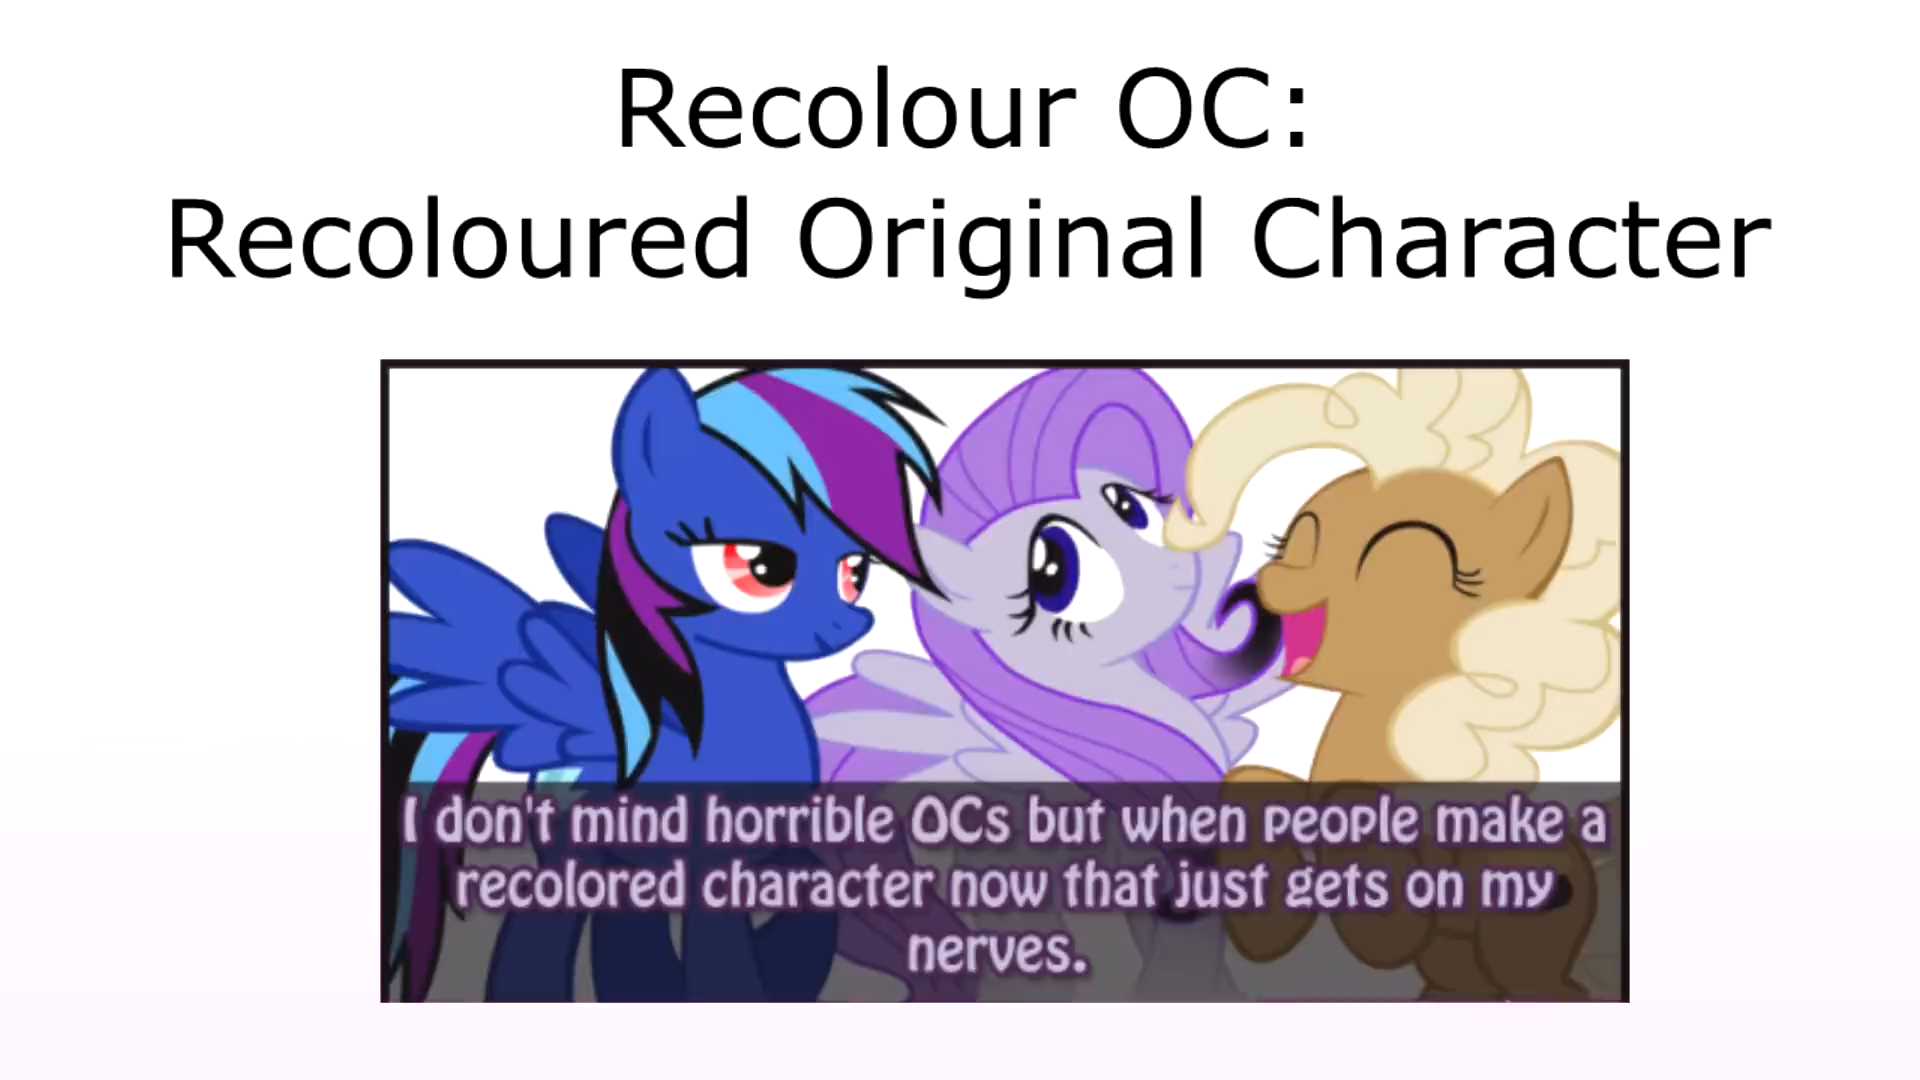 Recolour OC:
Recoloured Original Character
I don't mind horrible OCs but when people make a
recolored character now that just gets on my
nerves.